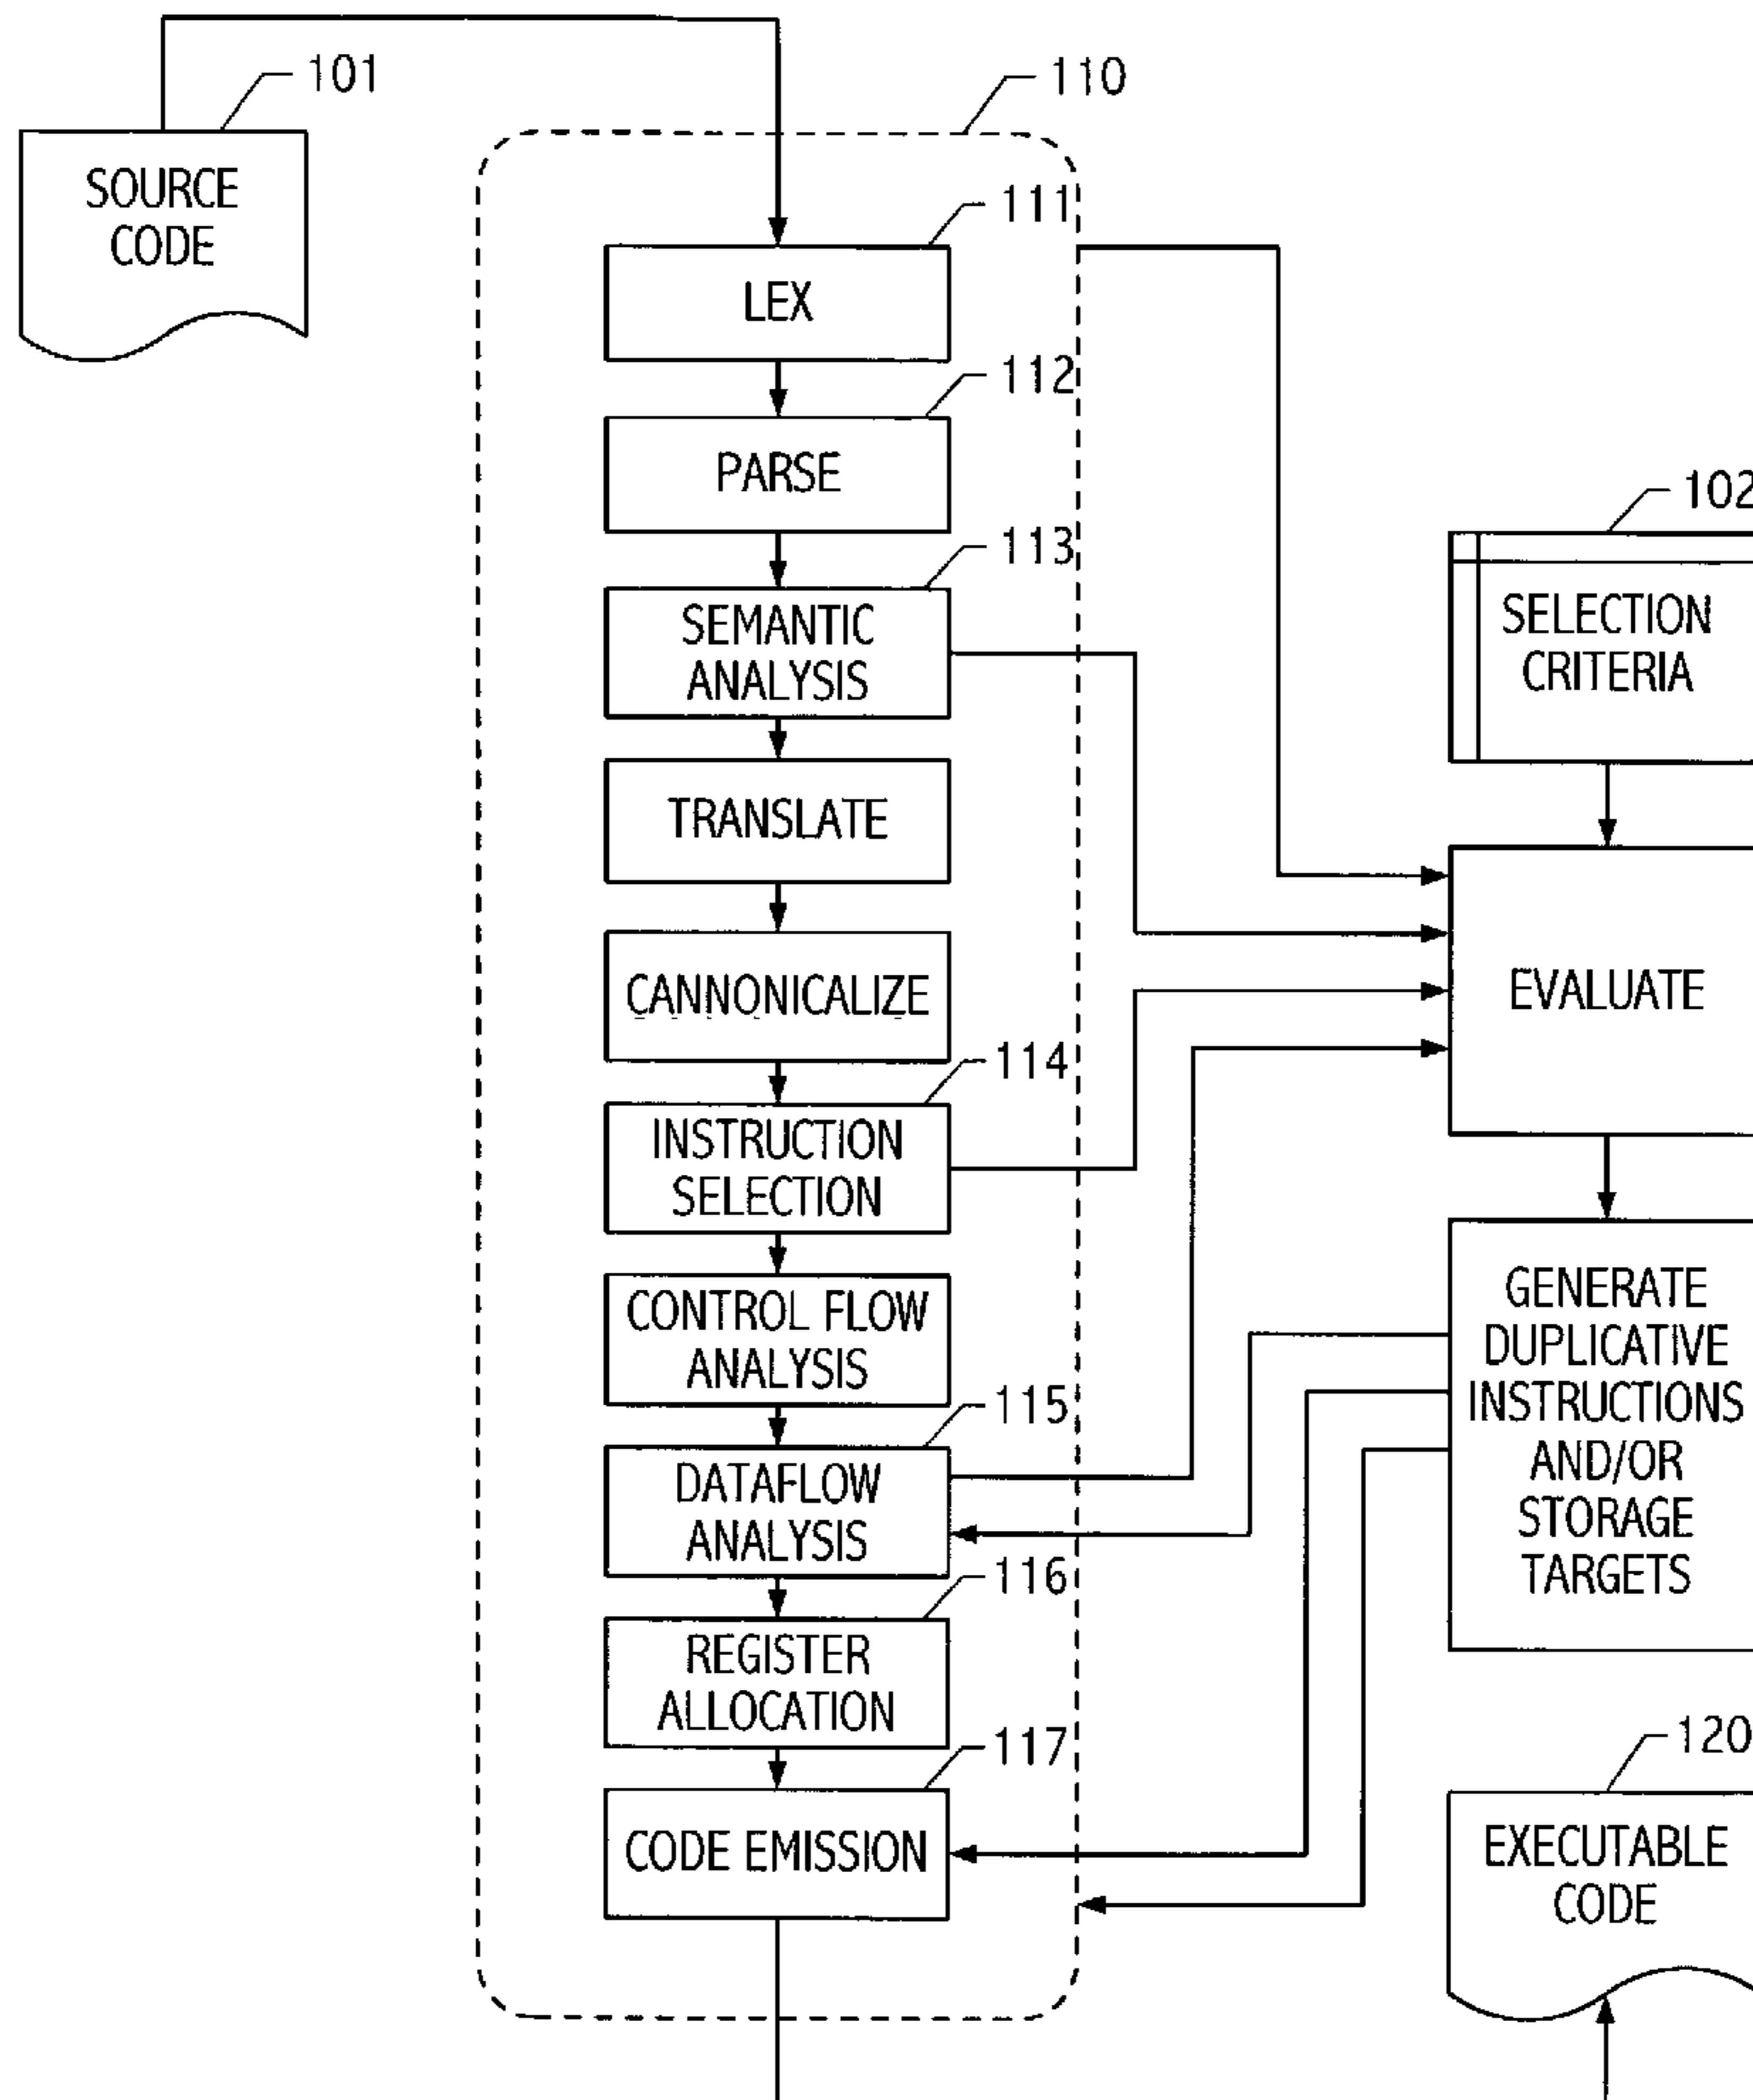 101
SOURCE
CODE
110
111
LEX
112
PARSE
113
SEMANTIC
ANALYSIS
TRANSLATE
CANNONICALIZE
114
INSTRUCTION
SELECTION
CONTROL FLOW
ANALYSIS
115
DATAFLOW
ANALYSIS
116
REGISTER
ALLOCATION
117
CODE EMISSION
102
SELECTION
CRITERIA
EVALUATE
GENERATE
DUPLICATIVE
INSTRUCTIONS
AND/OR
STORAGE
TARGETS
120
EXECUTABLE
CODE